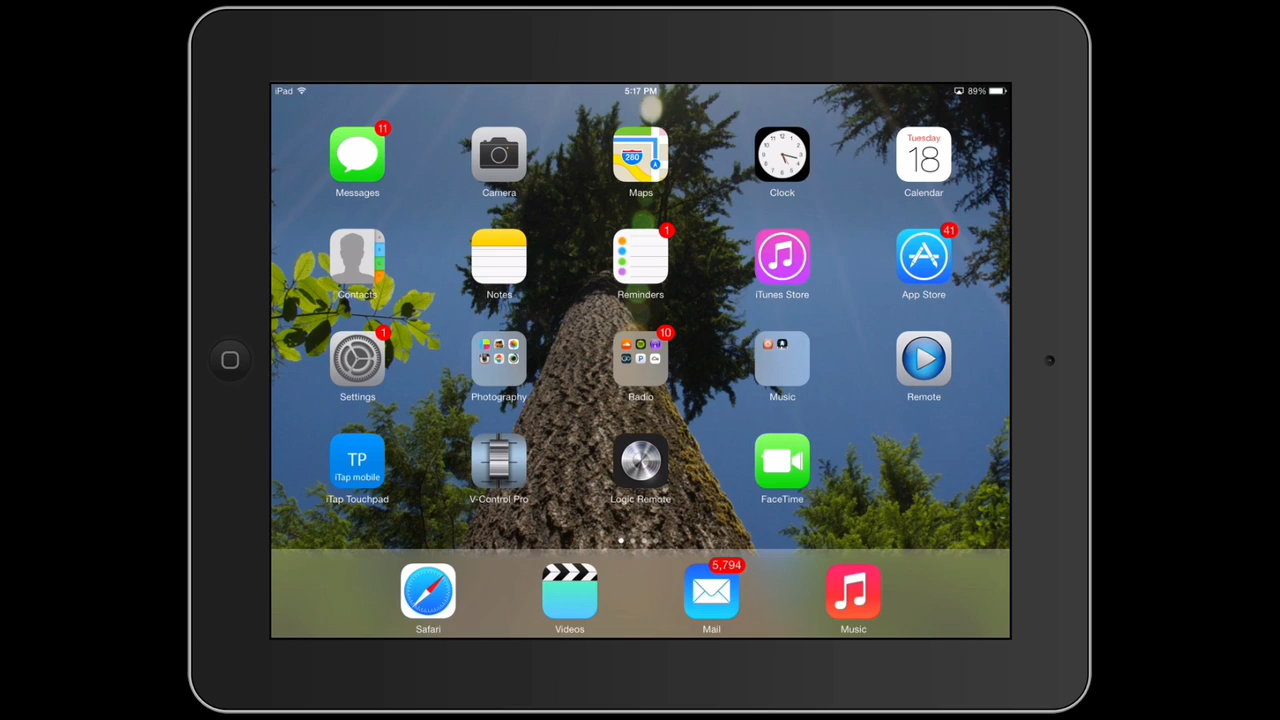 iPad 5:17 PM 89%
11
Messages Camera Maps Clock Calendar
280
Tuesday
18
1 41
Contacts Notes Reminders iTunes Store App Store
1 10
Settings Photography Radio Music Remote
TP
iTap mobile
iTap Touchpad V-Control Pro Logic Remote FaceTime
5,794
Safari Videos Mail Music